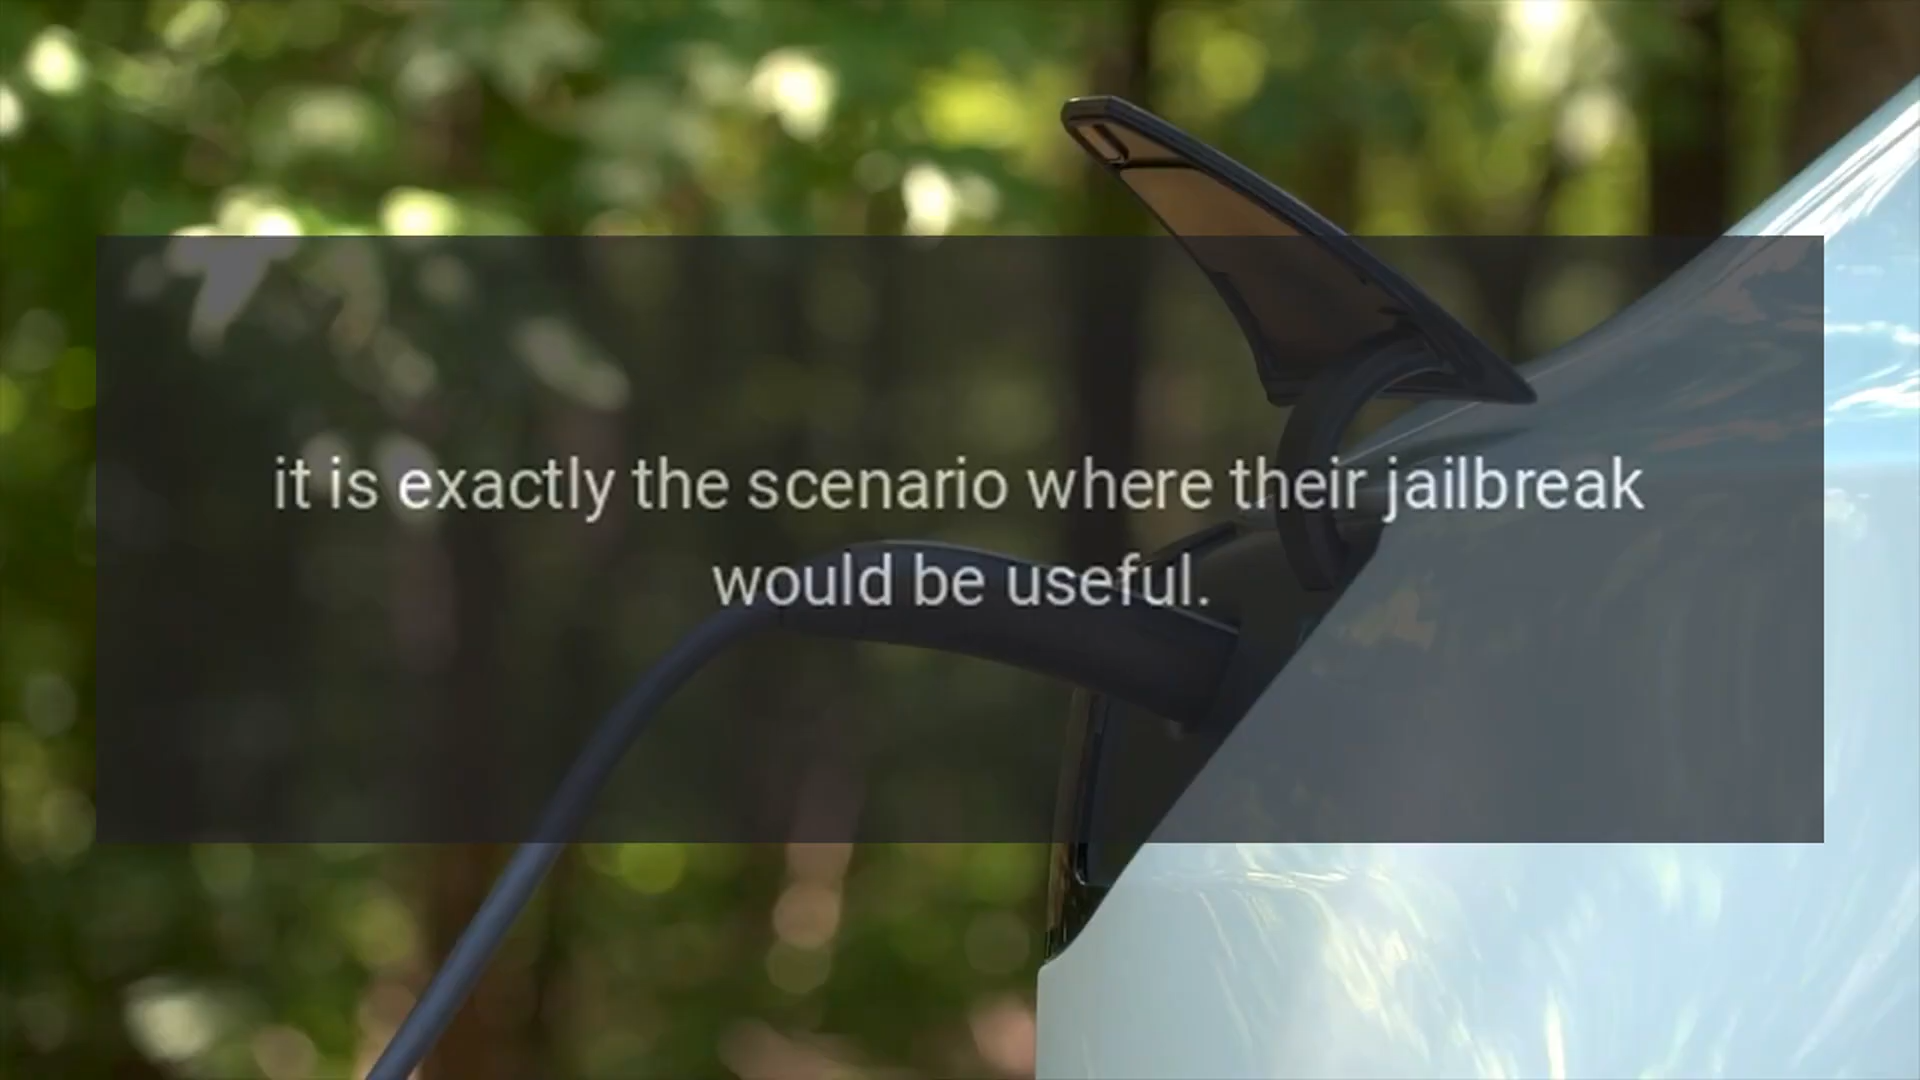 it is exactly the scenario where their jailbreak
would be useful.